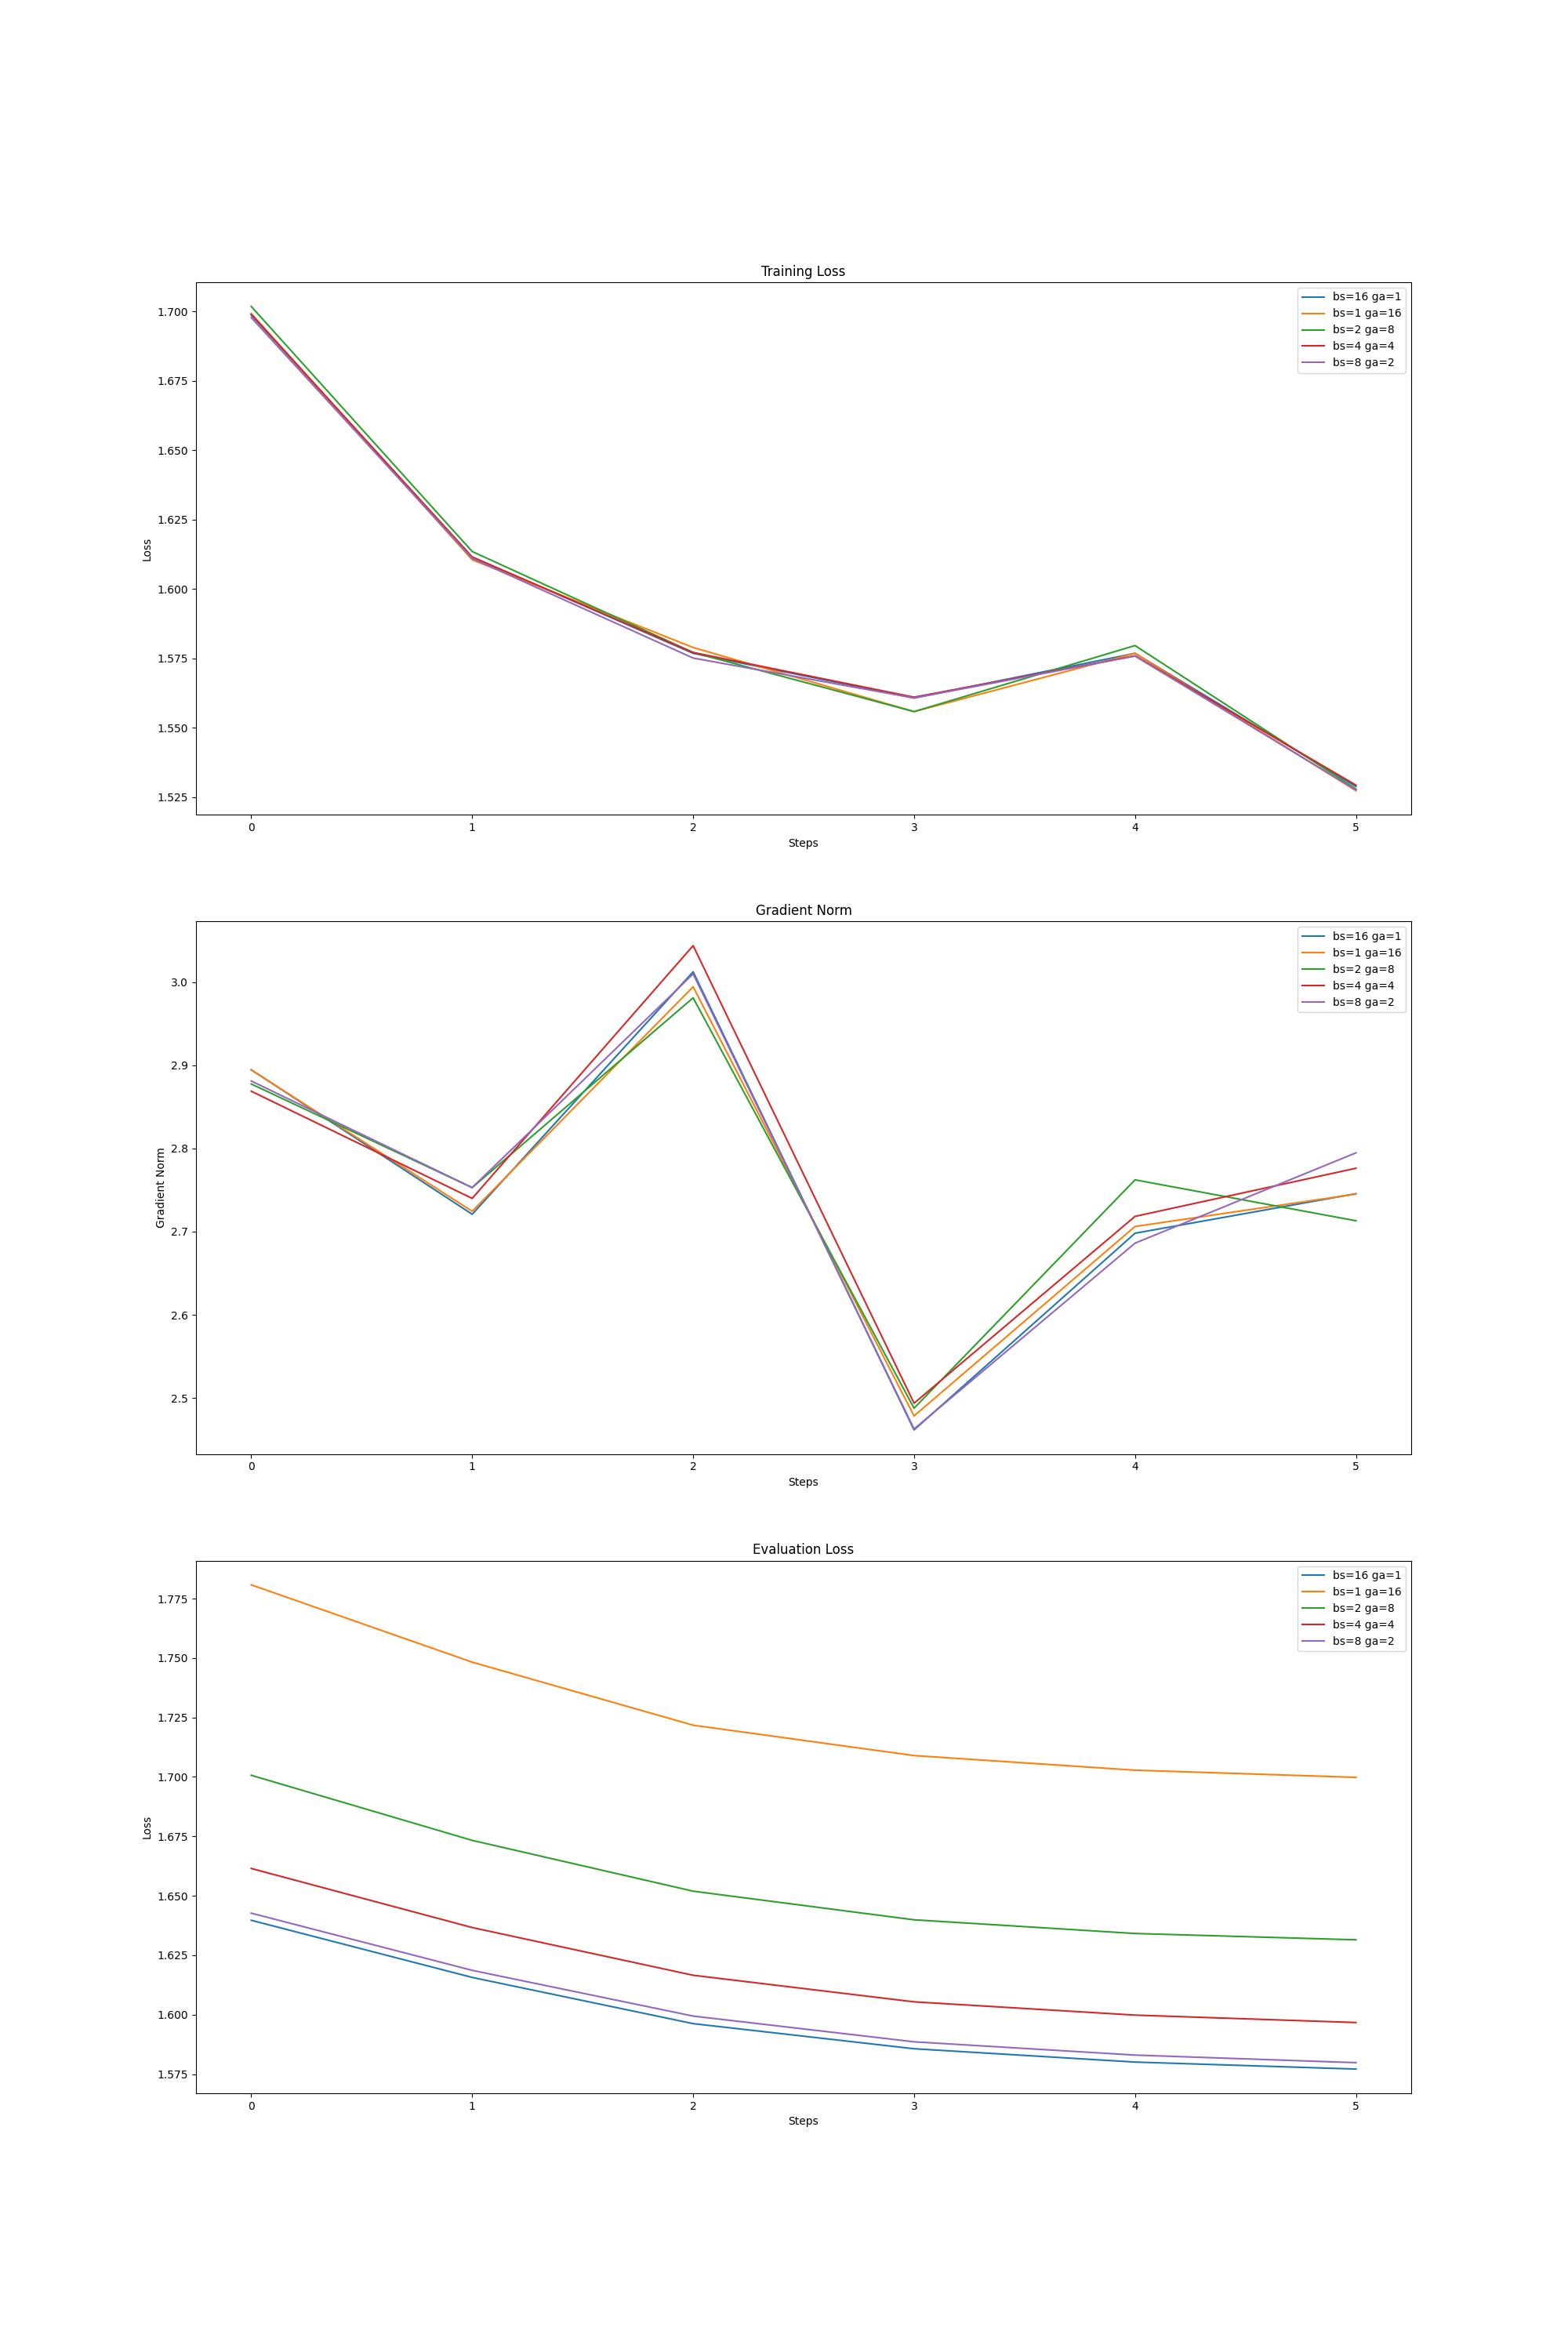 Training Loss
1.700
1.675
1.650
1.625
1.600
1.575
1.550
1.525
Loss
bs=16 ga=1
bs=1 ga=16
bs=2 ga=8
bs=4 ga=4
bs=8 ga=2
0 1 2 3 4 5
Steps
Gradient Norm
3.0
2.9
2.8
2.7
2.6
2.5
Gradient Norm
bs=16 ga=1
bs=1 ga=16
bs=2 ga=8
bs=4 ga=4
bs=8 ga=2
0 1 2 3 4 5
Steps
Evaluation Loss
1.775
1.750
1.725
1.700
1.675
1.650
1.625
1.600
1.575
Loss
bs=16 ga=1
bs=1 ga=16
bs=2 ga=8
bs=4 ga=4
bs=8 ga=2
0 1 2 3 4 5
Steps